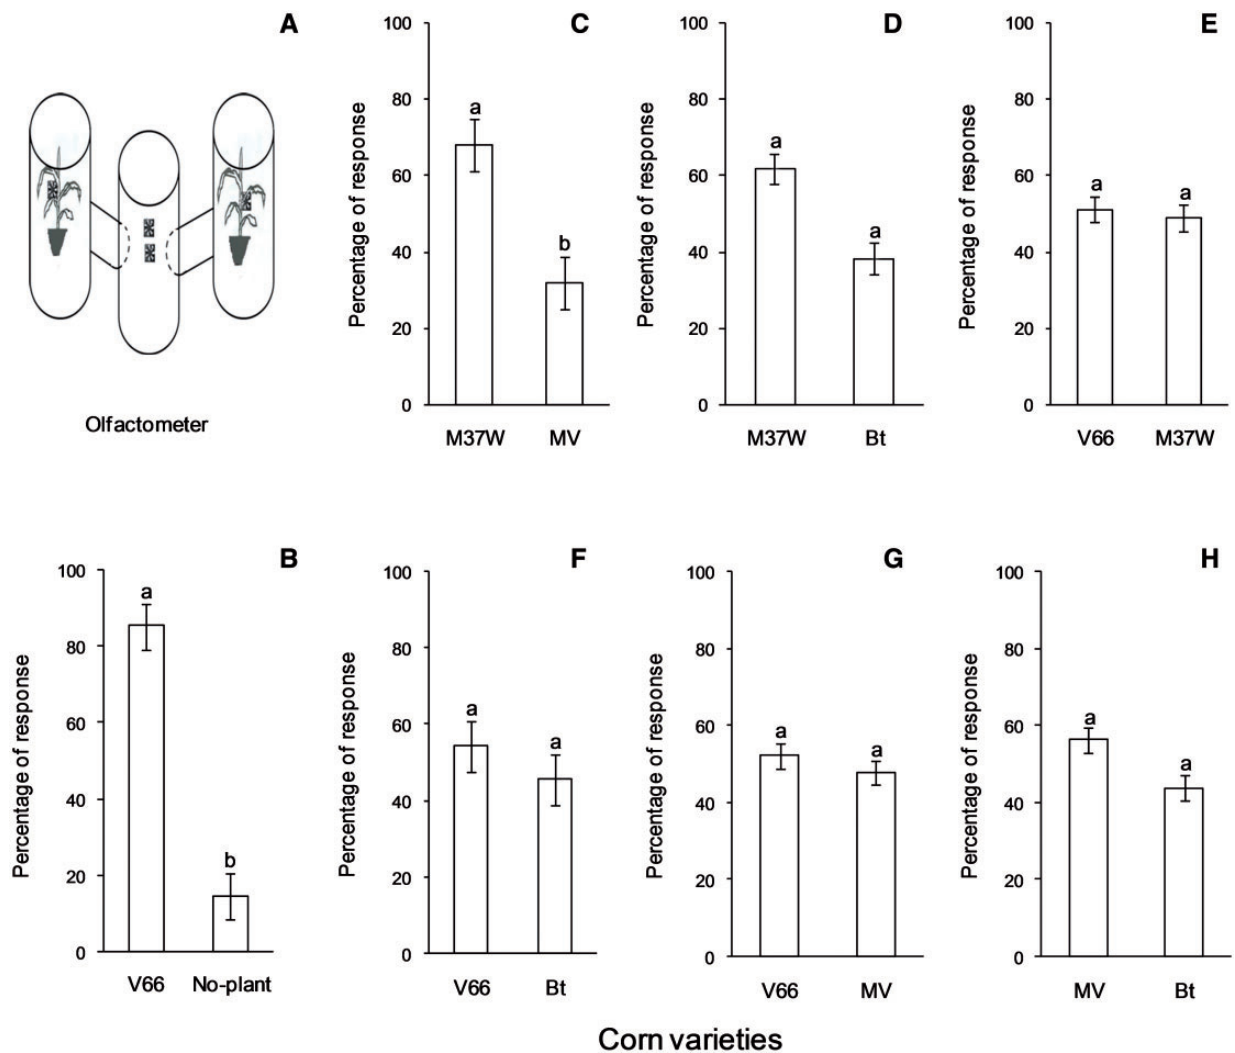 A
Olfactometer
C
Percentage of response
100
80
60
40
20
0
a
b
M37W MV
D
Percentage of response
100
80
60
40
20
0
a
a
M37W Bt
E
Percentage of response
100
80
60
40
20
0
a
a
V66 M37W
B
Percentage of response
100
80
60
40
20
0
a
b
V66 No-plant
F
Percentage of response
100
80
60
40
20
0
a
a
V66 Bt
G
Percentage of response
100
80
60
40
20
0
a
a
V66 MV
H
Percentage of response
100
80
60
40
20
0
a
a
MV Bt
Corn varieties